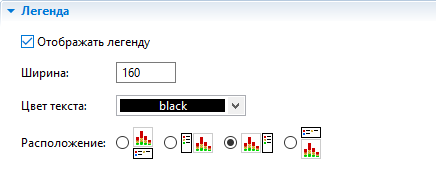 Легенда
Отображать легенду
Ширина: 160
Цвет текста: black
Расположение: